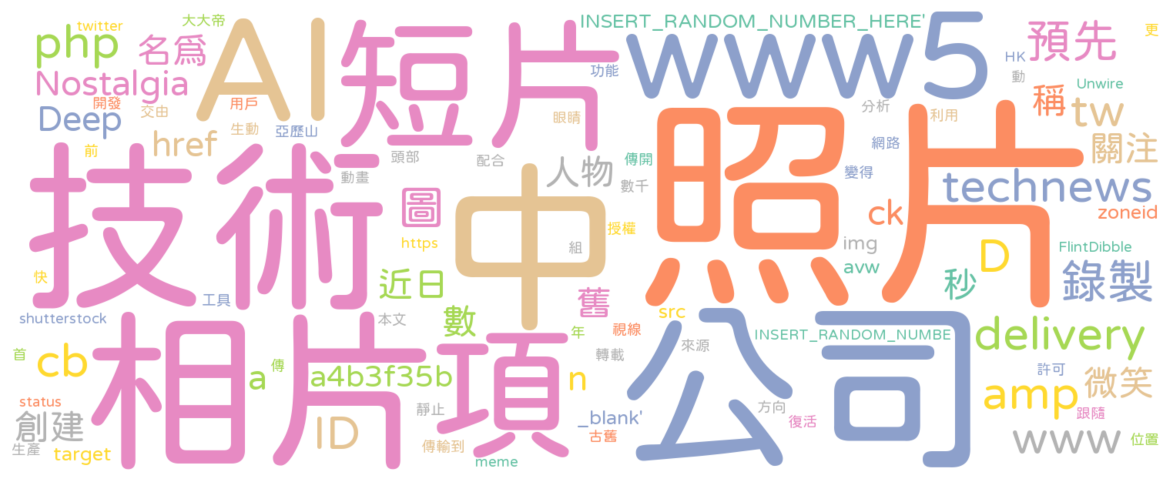 大大帝
twitter
php
名為
AI
短片
INSERT_RANDOM_NUMBER_HERE'
www5
預先
更
HK
動
Nostalgia
功能
Unwire
開發
用戶
稱
tw
Deep
交由
生動
亞歷山
眼睛
分析
利用
href
前
頭部
配合
人物
傳開
網路
關注
技術
動畫
中
數千
照片
變得
technews
圖
ck
zoneid
授權
https
組
img
avw
D
FlintDibble
快
工具
近日
舊
秒
錄製
shutterstock
本文
數
src
視線
年
INSERT_RANDOM_NUMBE
delivery
首
cb
相片
項
轉載
來源
公司
a
傳
a4b3f35b
n
許可
amp
微笑
status
靜止
_blank'
方向
跟隨
創建
ID
古舊
復活
www
位置
生產
target
傳輸到
meme